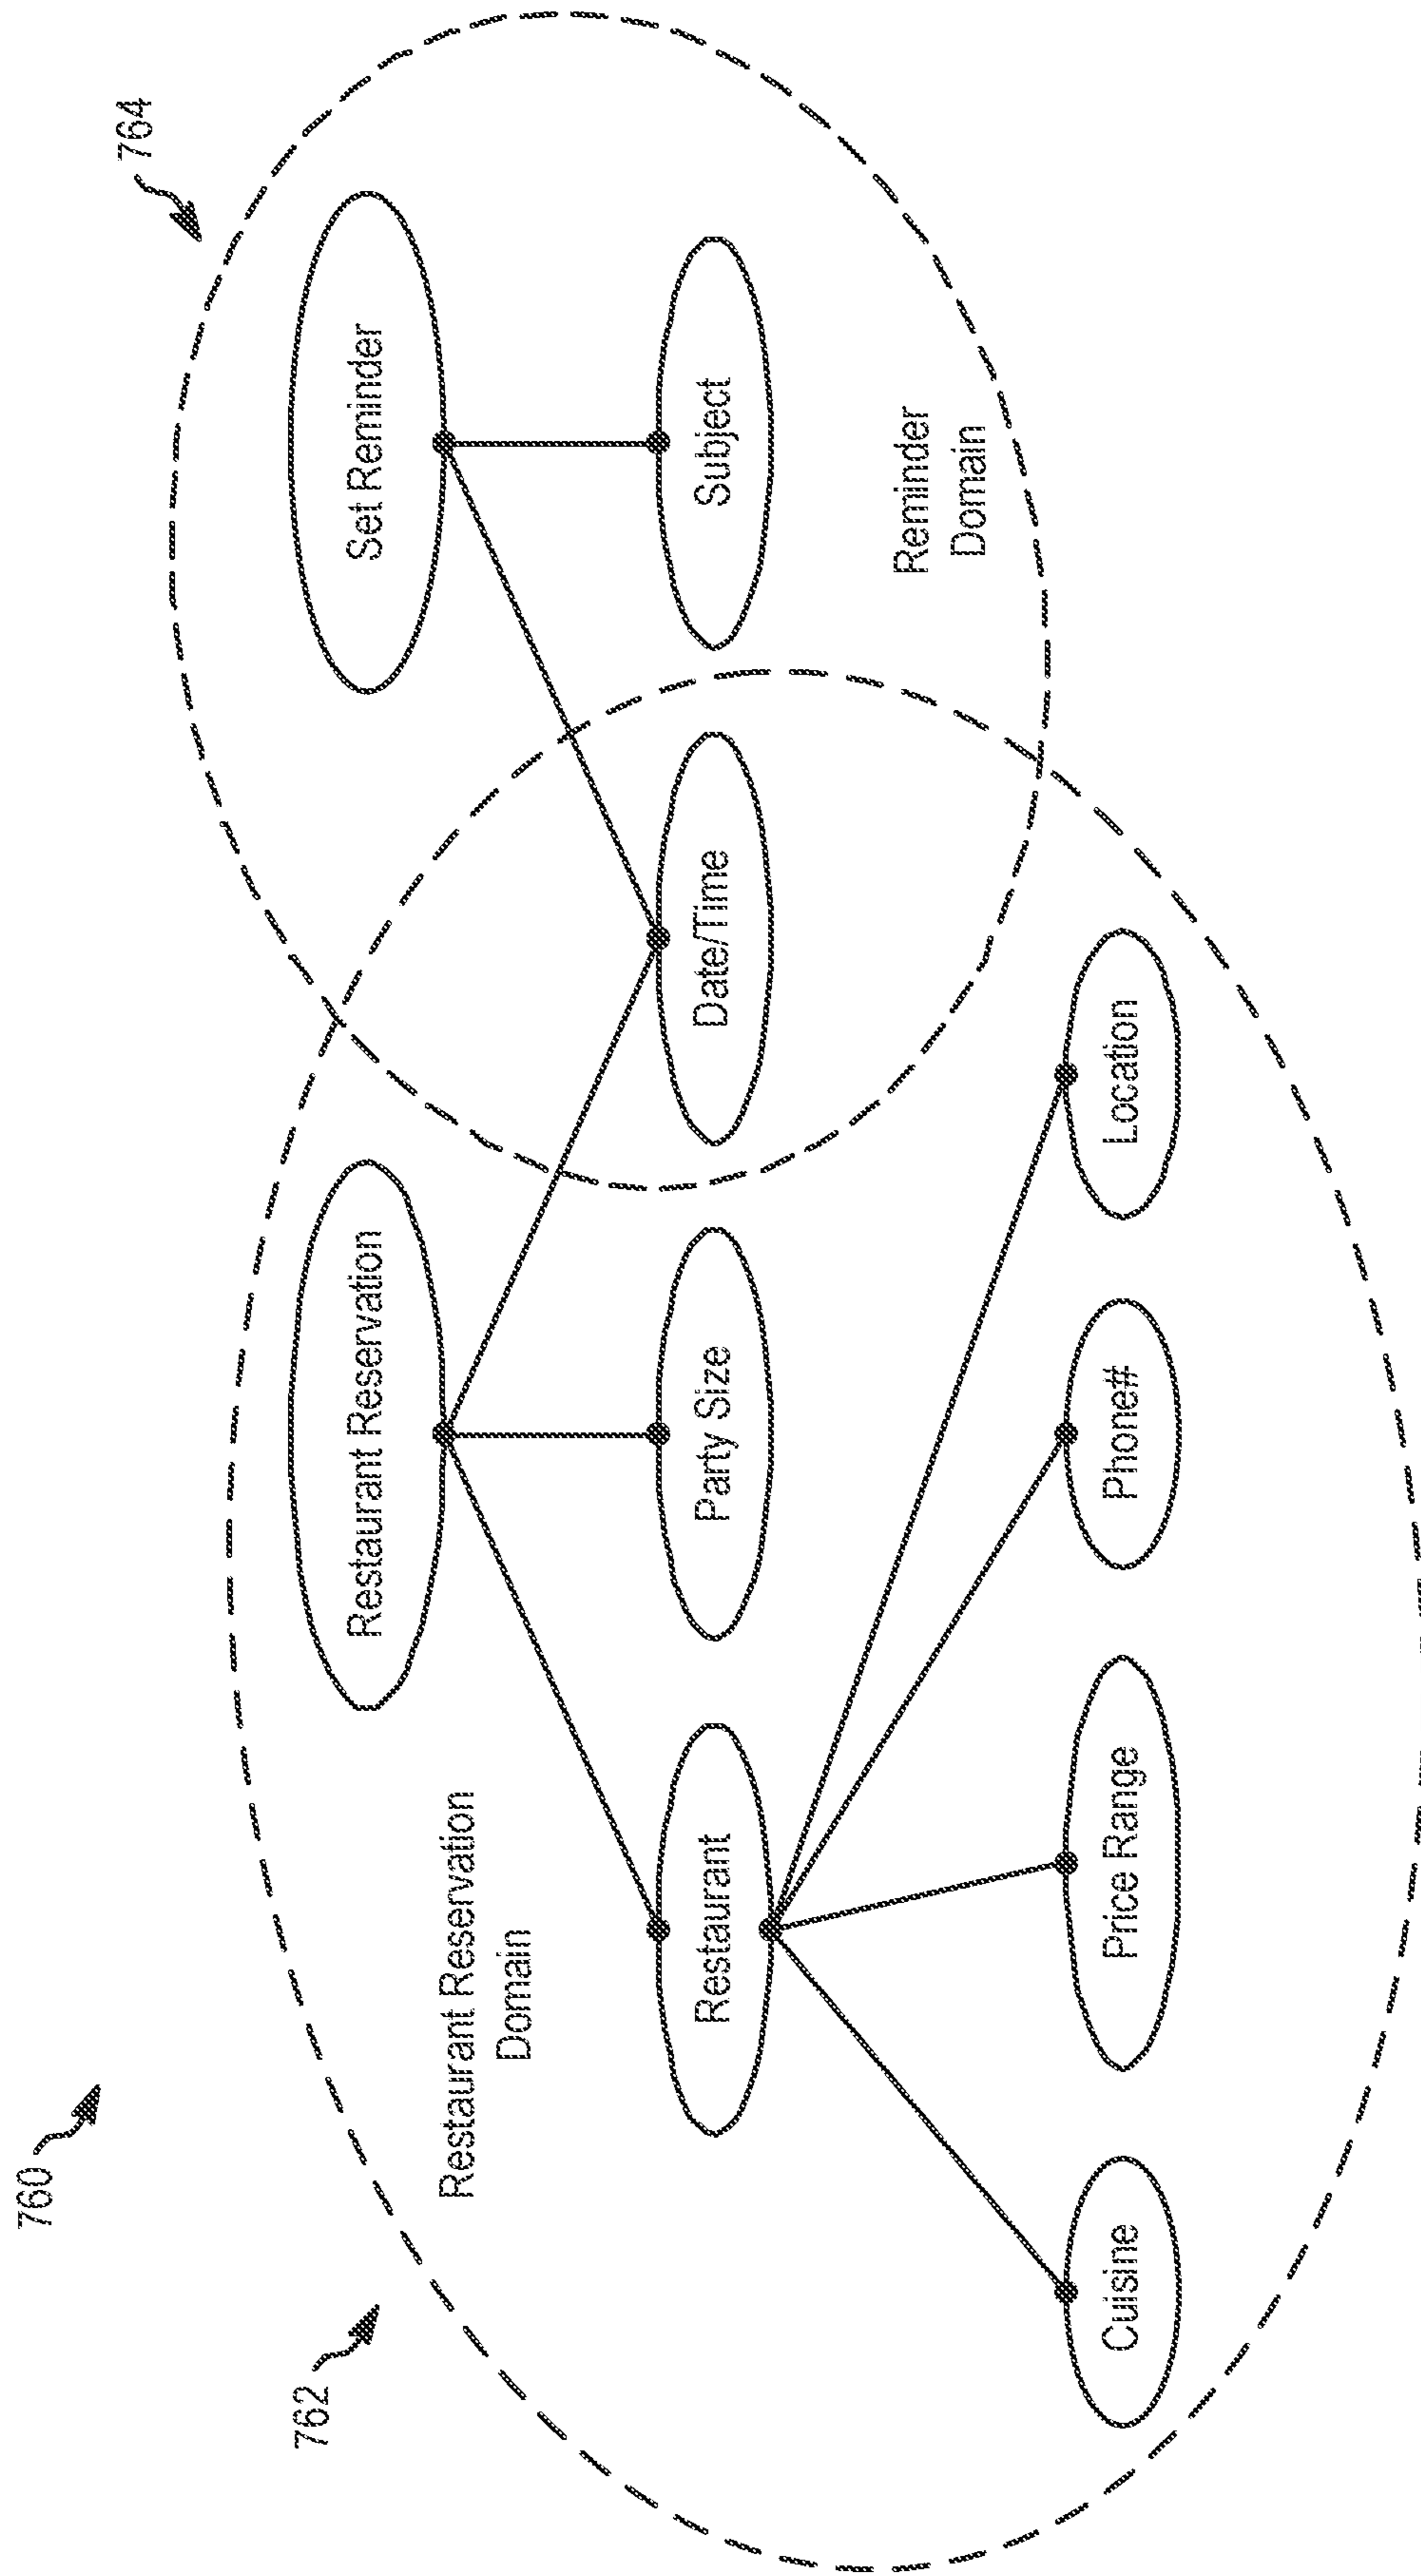 760
764
762
Restaurant Reservation
Set Reminder
Restaurant Reservation
Domain
Restaurant
Party Size
Date/Time
Subject
Reminder
Domain
Cuisine
Price Range
Phone#
Location